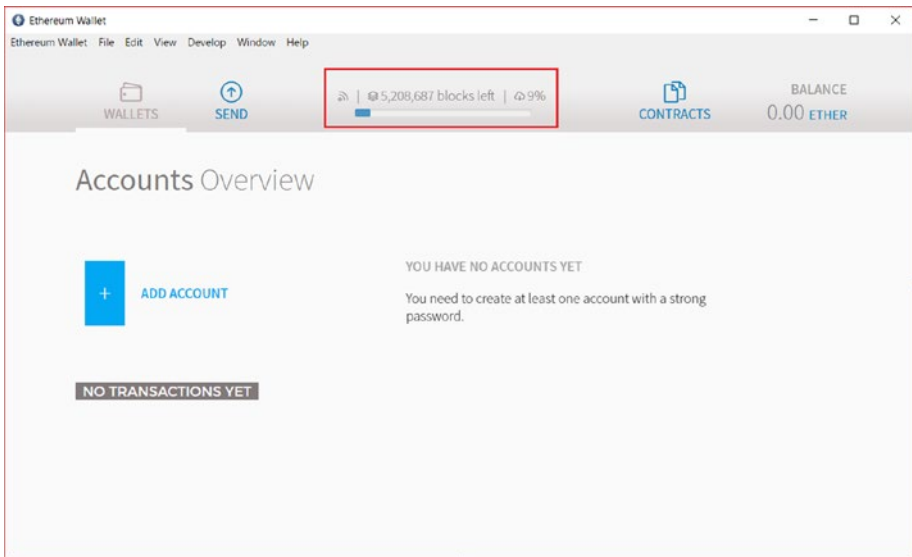 Ethereum Wallet
Ethereum Wallet File Edit View Develop Window Help
WALLETS
SEND
| 5,208,687 blocks left | 9%
CONTRACTS
BALANCE
0.00 ETHER
Accounts Overview
+ ADD ACCOUNT
YOU HAVE NO ACCOUNTS YET
You need to create at least one account with a strong
password.
NO TRANSACTIONS YET